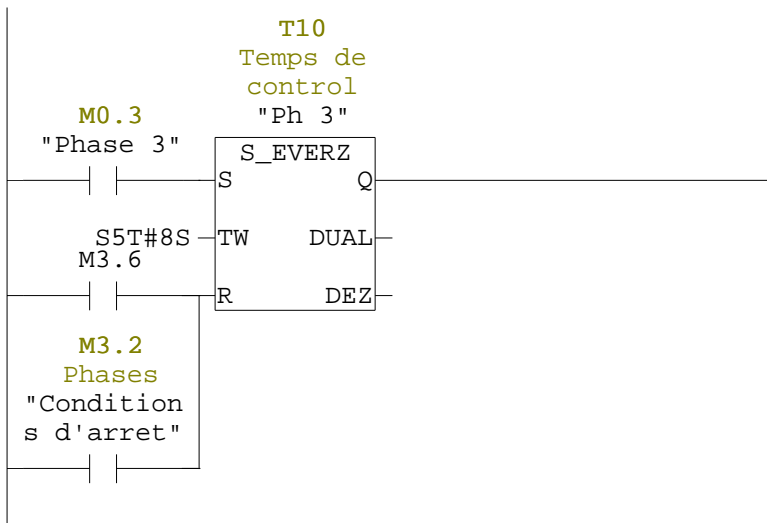 T10
Temps de
control
"Ph 3"
M0.3
"Phase 3"
S_EVERZ
S Q
S5T#8S TW DUAL
M3.6
R DEZ
M3.2
Phases
"Condition
s d'arret"